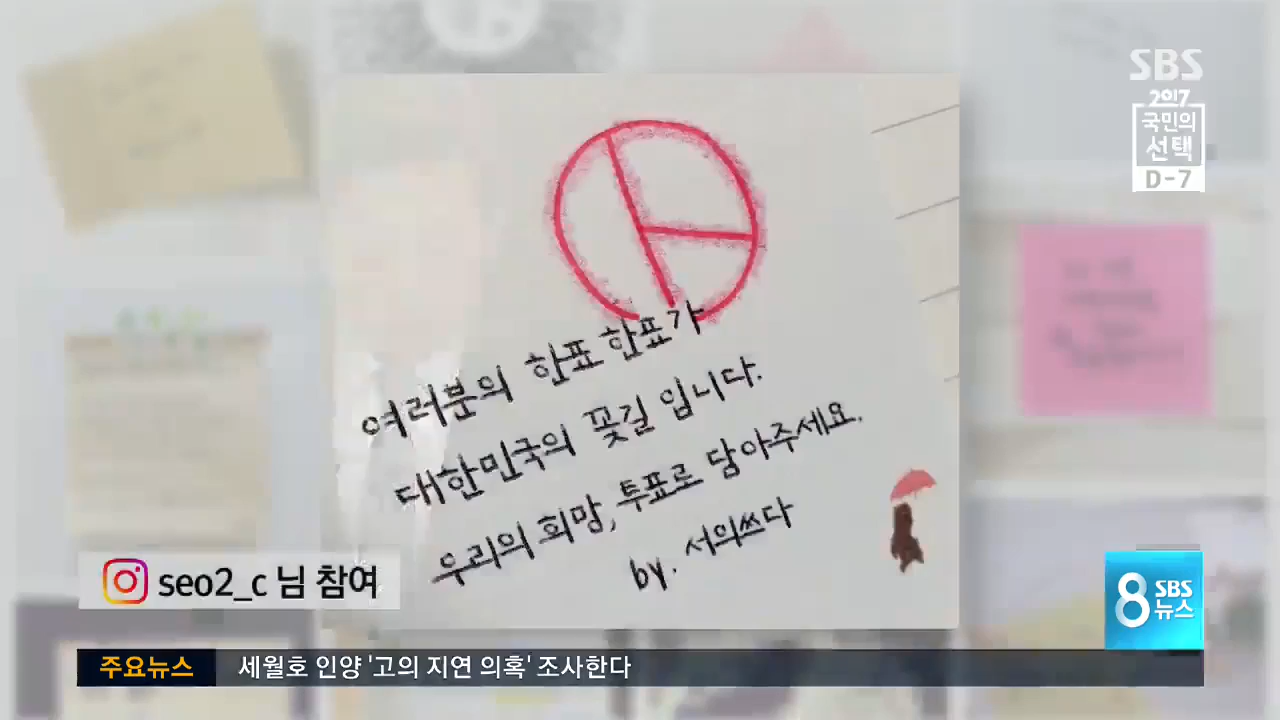 SBS
2017
국민의
선택
D-7
여러분의 한표 한표가
대한민국의 꽃길 입니다.
우리의 희망, 투표로 담아주세요.
by. 서의쓰다
seo2_c 님 참여
8 SBS
뉴스
주요뉴스 세월호 인양 '고의 지연 의혹' 조사한다